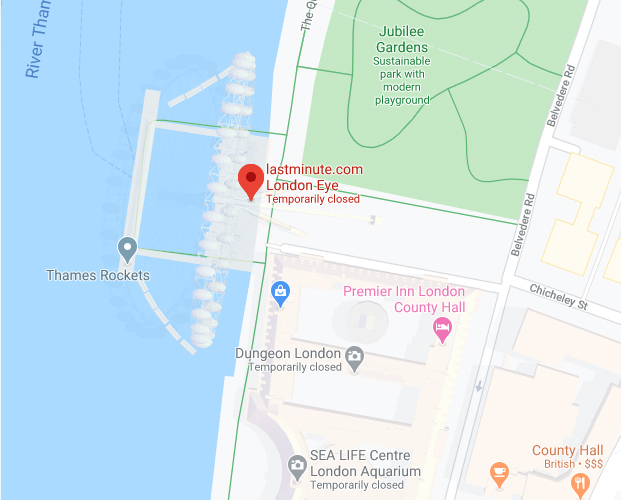 River Tham
The Qu
Jubilee
Gardens
Sustainable
park with
modern
playground
Belvedere Rd
lastminute.com
London Eye
Temporarily closed
Belvedere Rd
Thames Rockets
Premier Inn London
County Hall
Chicheley St
Dungeon London
Temporarily closed
SEA LIFE Centre
London Aquarium
Temporarily closed
County Hall
British • $$$